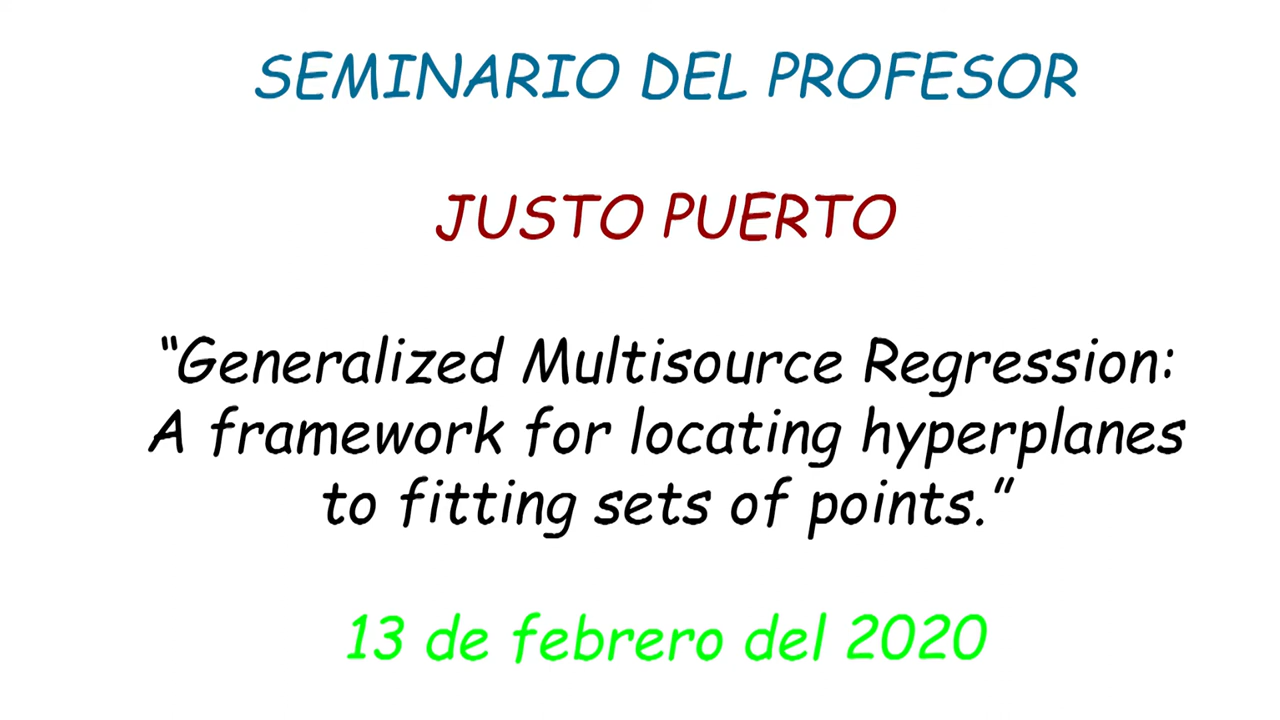 SEMINARIO DEL PROFESOR
JUSTO PUERTO
“Generalized Multisource Regression:
A framework for locating hyperplanes
to fitting sets of points.”
13 de febrero del 2020